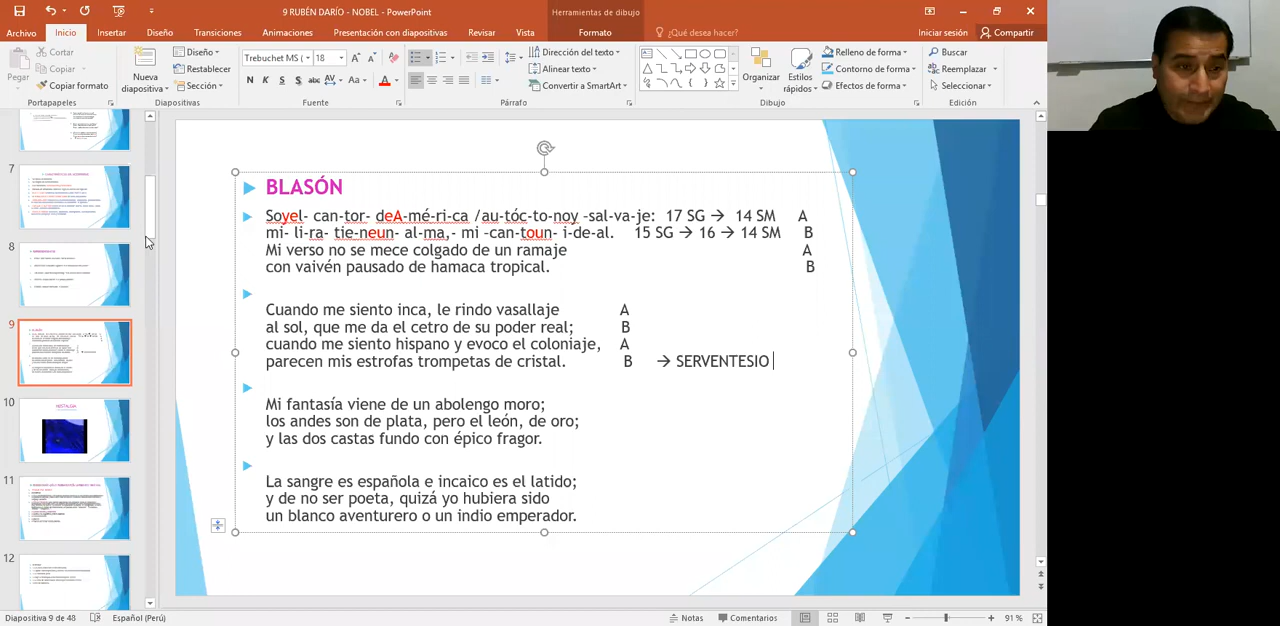 9 RUBÉN DARÍO - NOBEL - PowerPoint
Herramientas de dibujo
Archivo Inicio Insertar Diseño Transiciones Animaciones Presentación con diapositivas Revisar Vista Formato ¿Qué desea hacer? Iniciar sesión Compartir
Pegar
Cortar
Copiar
Copiar formato
Portapapeles
Nueva diapositiva
Diseño
Restablecer
Sección
Diapositivas
Trebuchet MS ( 18
N K S S abc AV Aa A
Fuente
Párrafo
Dirección del texto
Alinear texto
Convertir a SmartArt
Organizar
Estilos rápidos
Relleno de forma
Contorno de forma
Efectos de forma
Dibujo
Buscar
Reemplazar
Seleccionar
Edición
7
8
9
10
NOSTALGIA
11
12
BLASÓN
Soyel- can-tor- deA-mé-ri-ca /au-tóc-to-noy -sal-va-je: 17 SG → 14 SM A
mi- li-ra- tie-neun- al-ma,- mi -can-toun- i-de-al. 15 SG → 16 → 14 SM B
Mi verso no se mece colgado de un ramaje A
con vaivén pausado de hamaca tropical. B
Cuando me siento inca, le rindo vasallaje A
al sol, que me da el cetro de su poder real; B
cuando me siento hispano y evoco el coloniaje, A
parecen mis estrofas trompetas de cristal. B → SERVENTESIO
Mi fantasía viene de un abolengo moro;
los andes son de plata, pero el león, de oro;
y las dos castas fundo con épico fragor.
La sangre es española e incaico es el latido;
y de no ser poeta, quizá yo hubiera sido
un blanco aventurero o un indio emperador.
Diapositiva 9 de 48 Español (Perú) Notas Comentarios 91 %